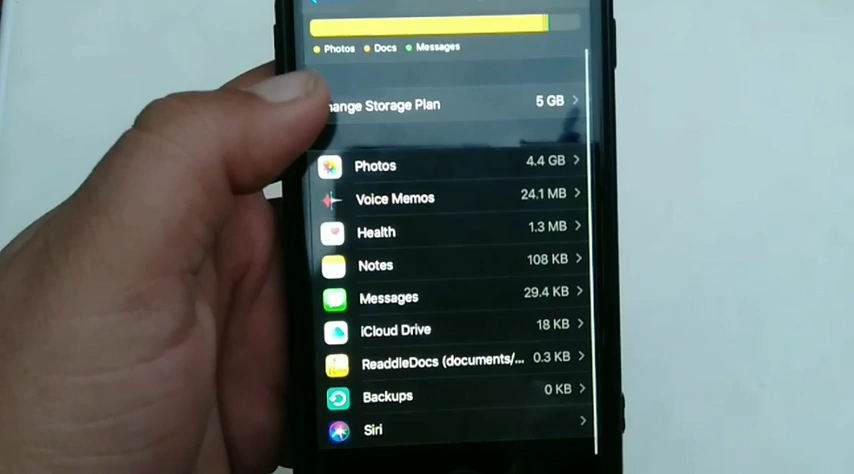 Photos Docs Messages
hange Storage Plan 5 GB
Photos 4.4 GB
Voice Memos 24.1 MB
Health 1.3 MB
Notes 108 KB
Messages 29.4 KB
iCloud Drive 18 KB
ReaddleDocs (documents/... 0.3 KB
Backups 0 KB
Siri